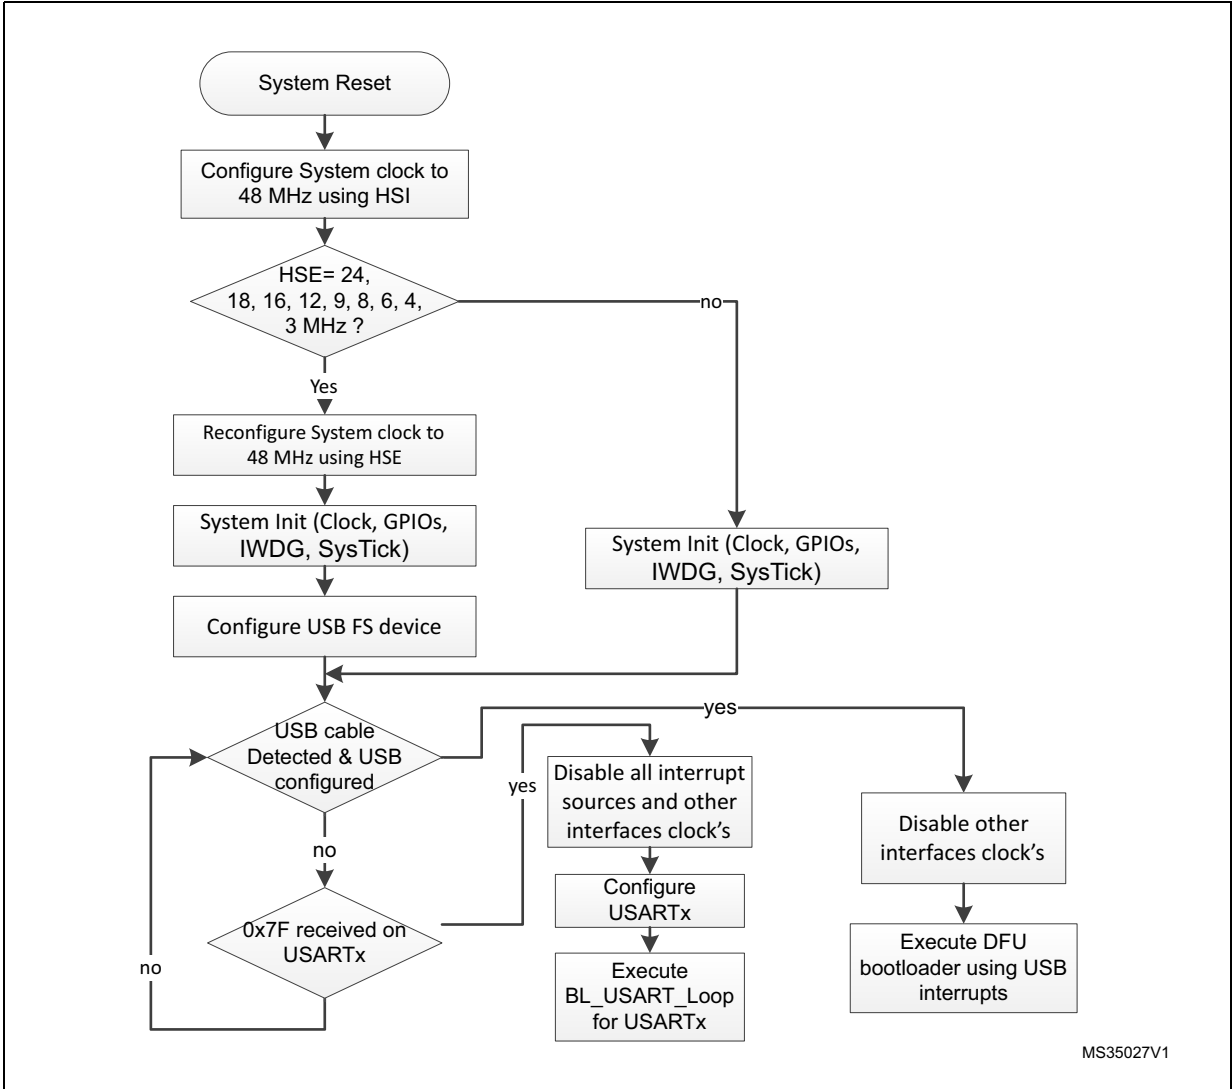 System Reset
Configure System clock to
48 MHz using HSI
HSE= 24,
18, 16, 12, 9, 8, 6, 4,
3 MHz ?
no
Yes
Reconfigure System clock to
48 MHz using HSE
System Init (Clock, GPIOs,
IWDG, SysTick)
System Init (Clock, GPIOs,
IWDG, SysTick)
Configure USB FS device
USB cable
Detected & USB
configured
yes
yes
Disable all interrupt
sources and other
interfaces clock's
Disable other
interfaces clock's
no
Configure
USARTx
0x7F received on
USARTx
no
Execute
BL_USART_Loop
for USARTx
Execute DFU
bootloader using USB
interrupts
MS35027V1